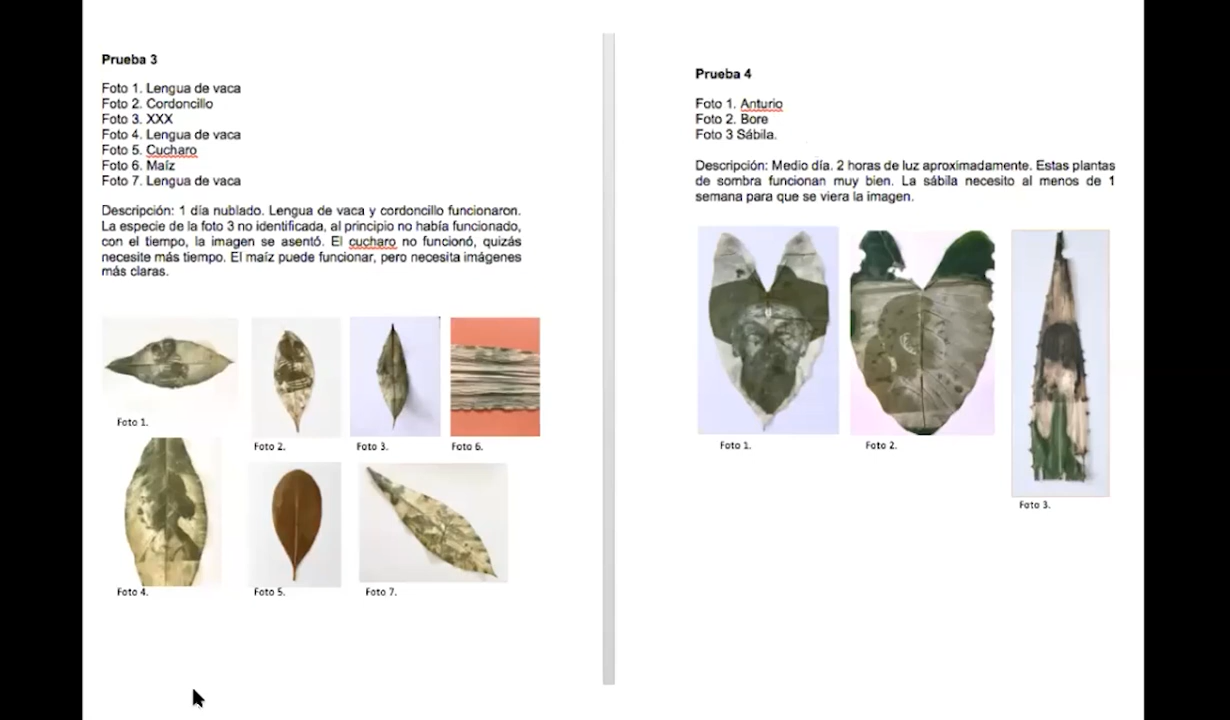 Prueba 3
Foto 1. Lengua de vaca
Foto 2. Cordoncillo
Foto 3. XXX
Foto 4. Lengua de vaca
Foto 5. Cucharo
Foto 6. Maíz
Foto 7. Lengua de vaca
Descripción: 1 día nublado. Lengua de vaca y cordoncillo funcionaron.
La especie de la foto 3 no identificada, al principio no había funcionado,
con el tiempo, la imagen se asentó. El cucharo no funcionó, quizás
necesite más tiempo. El maíz puede funcionar, pero necesita imágenes
más claras.
Foto 1.
Foto 2.
Foto 3.
Foto 6.
Foto 4.
Foto 5.
Foto 7.
Prueba 4
Foto 1. Anturio
Foto 2. Bore
Foto 3 Sábila.
Descripción: Medio día. 2 horas de luz aproximadamente. Estas plantas
de sombra funcionan muy bien. La sábila necesito al menos de 1
semana para que se viera la imagen.
Foto 1.
Foto 2.
Foto 3.